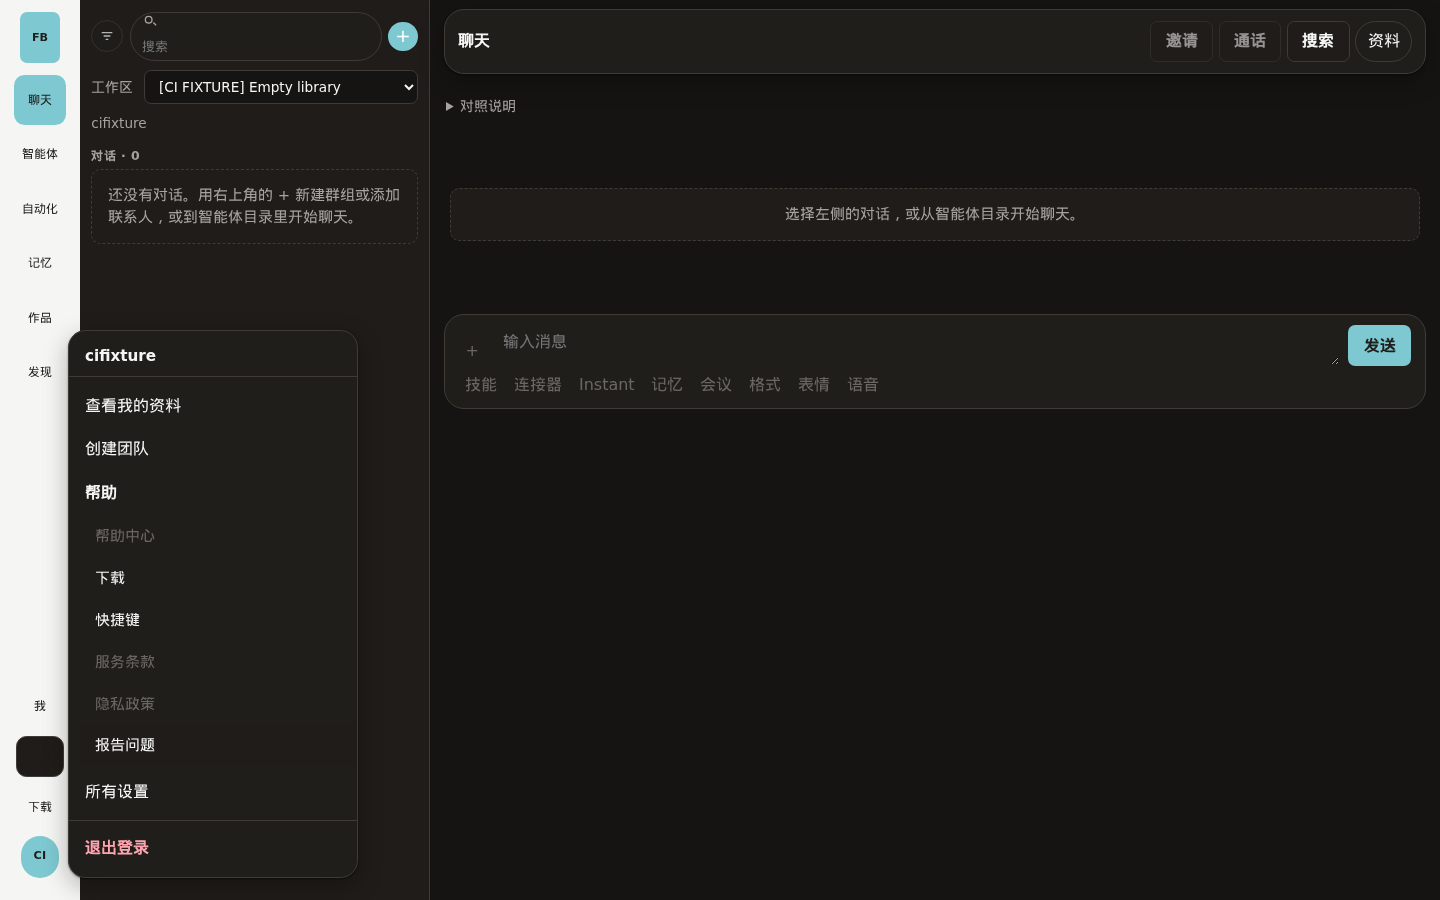 FB
聊天
智能体
自动化
记忆
作品
发现
我
下载
CI
搜索
+
工作区
[CI FIXTURE] Empty library
cifixture
对话 · 0
还没有对话。用右上角的 + 新建群组或添加
联系人，或到智能体目录里开始聊天。
cifixture
查看我的资料
创建团队
帮助
帮助中心
下载
快捷键
服务条款
隐私政策
报告问题
所有设置
退出登录
聊天
邀请
通话
搜索
资料
对照说明
选择左侧的对话，或从智能体目录开始聊天。
+
输入消息
发送
技能 连接器 Instant 记忆 会议 格式 表情 语音